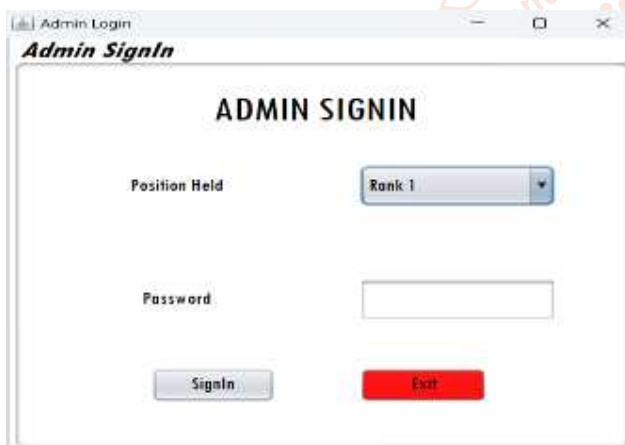 Admin Login
Admin SignIn
ADMIN SIGNIN
Position Held
Rank 1
Password
SignIn
Exit